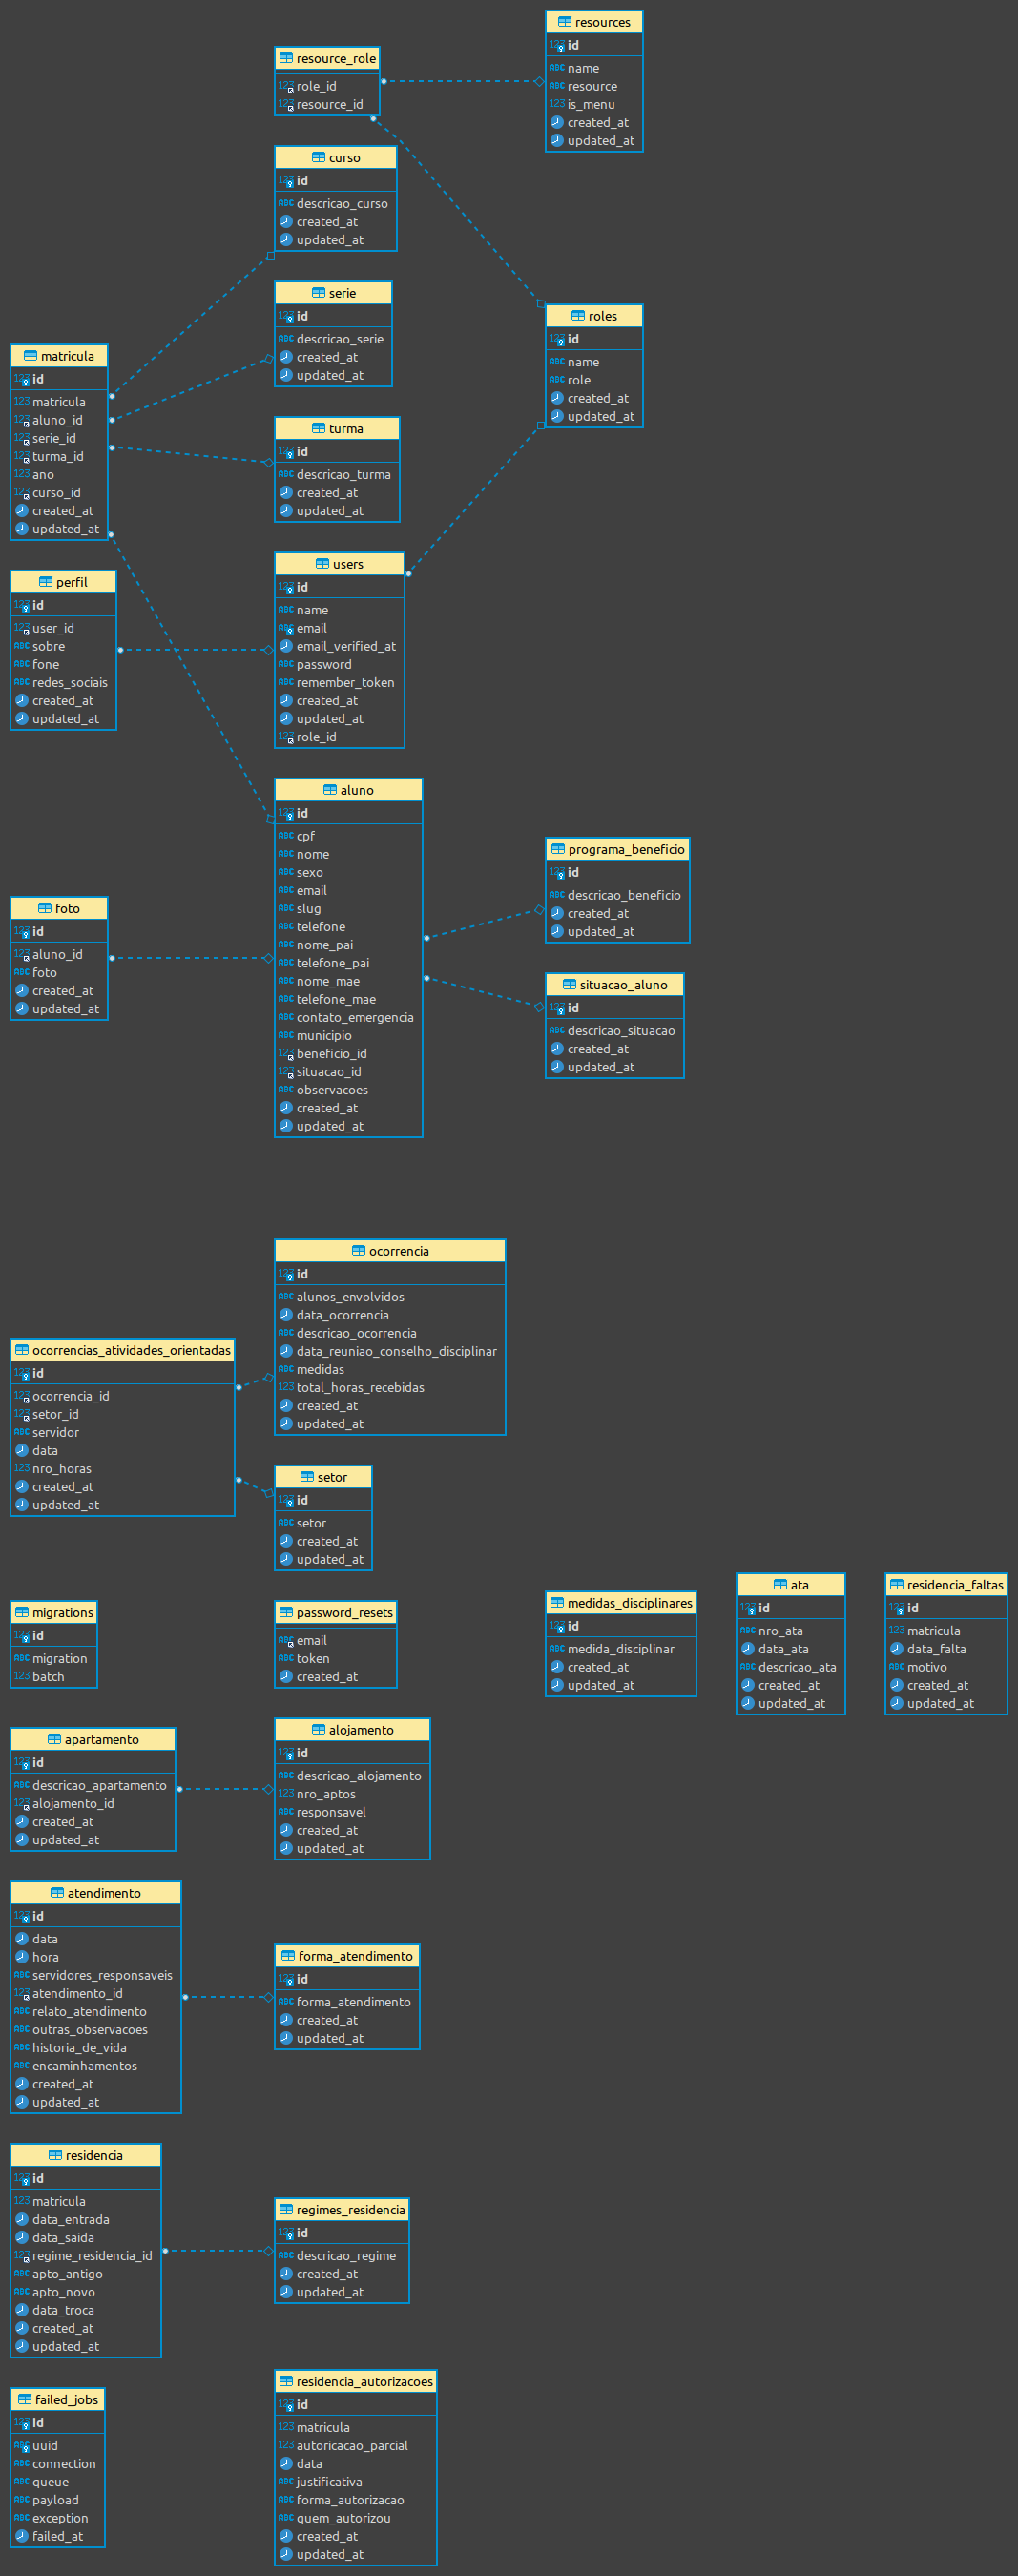 resources
id
name
resource
is_menu
created_at
updated_at
resource_role
role_id
resource_id
curso
id
descricao_curso
created_at
updated_at
serie
id
descricao_serie
created_at
updated_at
roles
id
name
role
created_at
updated_at
matricula
id
matricula
aluno_id
serie_id
turma_id
ano
curso_id
created_at
updated_at
turma
id
descricao_turma
created_at
updated_at
users
id
name
email
email_verified_at
password
remember_token
created_at
updated_at
role_id
perfil
id
user_id
sobre
fone
redes_sociais
created_at
updated_at
aluno
id
cpf
nome
sexo
email
slug
telefone
nome_pai
telefone_pai
nome_mae
telefone_mae
contato_emergencia
municipio
beneficio_id
situacao_id
observacoes
created_at
updated_at
programa_beneficio
id
descricao_beneficio
created_at
updated_at
foto
id
aluno_id
foto
created_at
updated_at
situacao_aluno
id
descricao_situacao
created_at
updated_at
ocorrencia
id
alunos_envolvidos
data_ocorrencia
descricao_ocorrencia
data_reuniao_conselho_disciplinar
medidas
total_horas_recebidas
created_at
updated_at
ocorrencias_atividades_orientadas
id
ocorrencia_id
setor_id
servidor
data
nro_horas
created_at
updated_at
setor
id
setor
created_at
updated_at
migrations
id
migration
batch
password_resets
email
token
created_at
medidas_disciplinares
id
medida_disciplinar
created_at
updated_at
ata
id
nro_ata
data_ata
descricao_ata
created_at
updated_at
residencia_faltas
id
matricula
data_falta
motivo
created_at
updated_at
apartamento
id
descricao_apartamento
alojamento_id
created_at
updated_at
alojamento
id
descricao_alojamento
nro_aptos
responsavel
created_at
updated_at
atendimento
id
data
hora
servidores_responsaveis
atendimento_id
relato_atendimento
outras_observacoes
historia_de_vida
encaminhamentos
created_at
updated_at
forma_atendimento
id
forma_atendimento
created_at
updated_at
residencia
id
matricula
data_entrada
data_saida
regime_residencia_id
apto_antigo
apto_novo
data_troca
created_at
updated_at
regimes_residencia
id
descricao_regime
created_at
updated_at
failed_jobs
id
uuid
connection
queue
payload
exception
failed_at
residencia_autorizacoes
id
matricula
autoricacao_parcial
data
justificativa
forma_autorizacao
quem_autorizou
created_at
updated_at